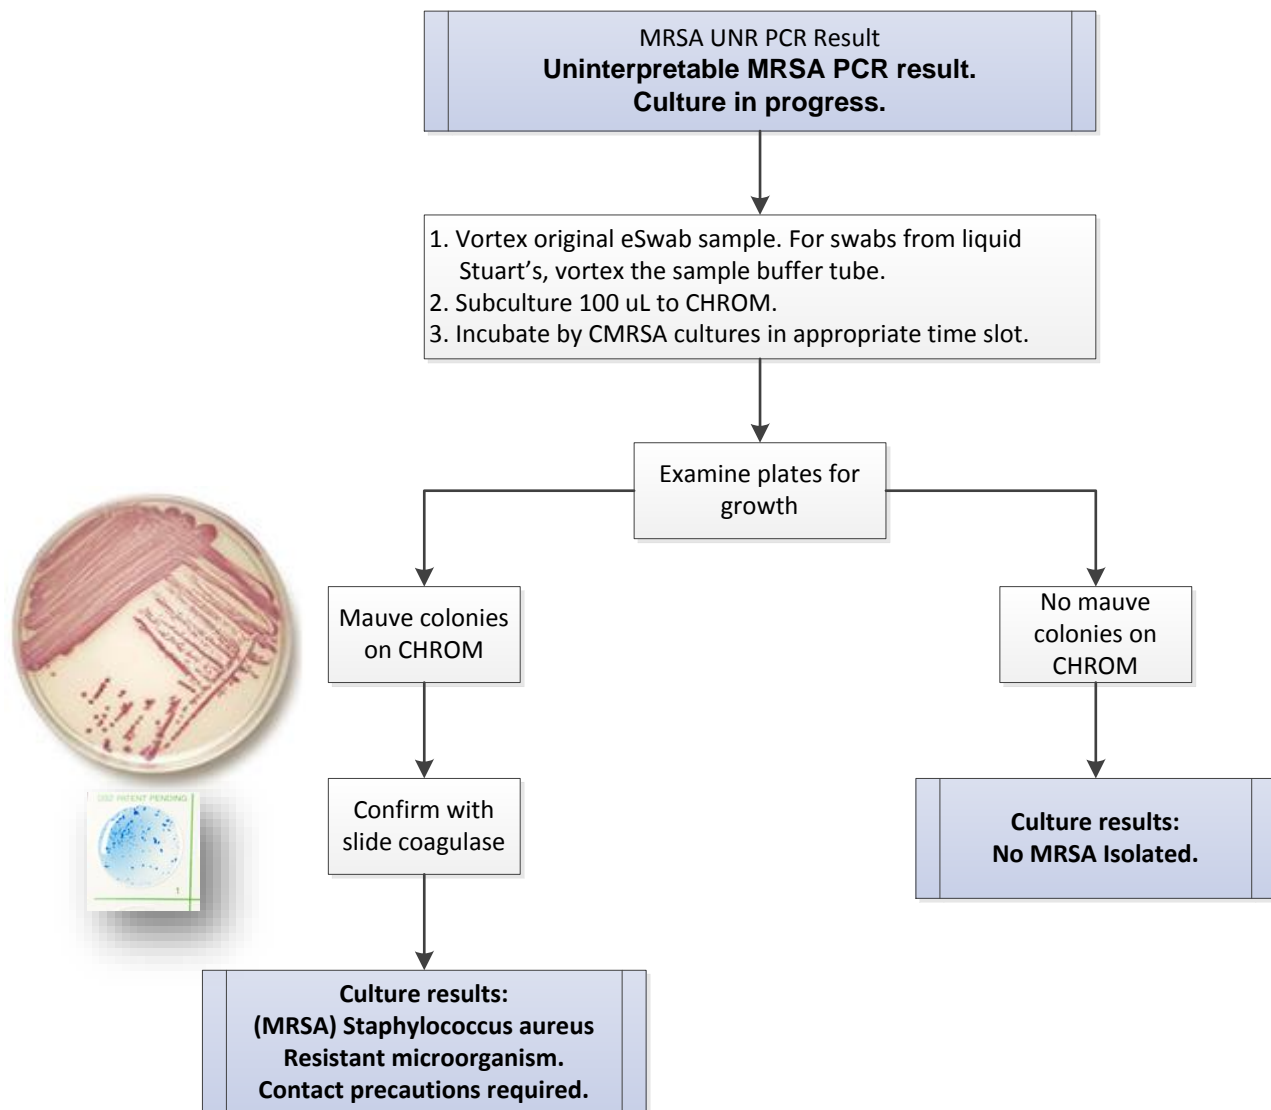 MRSA UNR PCR Result
Uninterpretable MRSA PCR result.
Culture in progress.
1. Vortex original eSwab sample. For swabs from liquid
Stuart’s, vortex the sample buffer tube.
2. Subculture 100 uL to CHROM.
3. Incubate by CMRSA cultures in appropriate time slot.
Examine plates for
growth
Mauve colonies
on CHROM
No mauve
colonies on
CHROM
PATENT PENDING
1
Confirm with
slide coagulase
Culture results:
No MRSA Isolated.
Culture results:
(MRSA) Staphylococcus aureus
Resistant microorganism.
Contact precautions required.